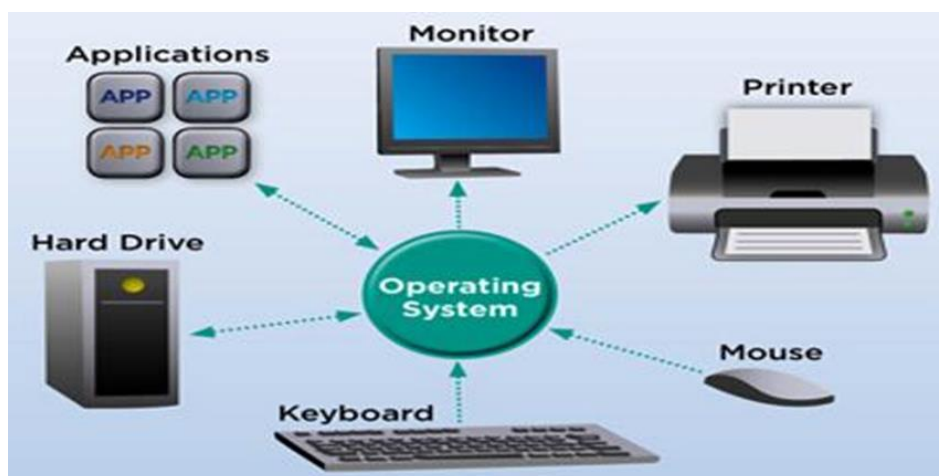 Monitor
Applications
APP APP
APP APP
Printer
Hard Drive
Operating
System
Mouse
Keyboard